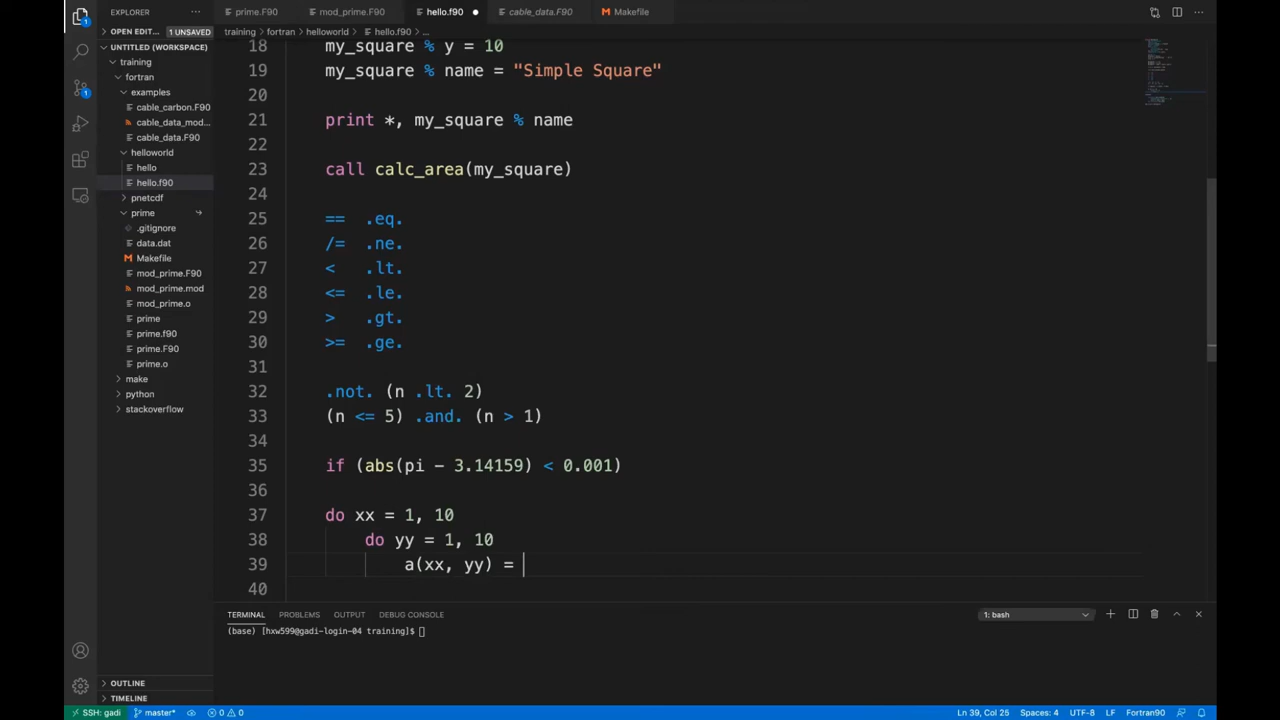 EXPLORER ...
prime.F90 mod_prime.F90 hello.f90 ● cable_data.F90 Makefile
OPEN EDIT... 1 UNSAVED
training > fortran > helloworld > hello.f90 > ...
UNTITLED (WORKSPACE)
training
fortran
examples
cable_carbon.F90
cable_data_mod...
cable_data.F90
helloworld
hello
hello.f90
pnetcdf
prime
.gitignore
data.dat
Makefile
mod_prime.F90
mod_prime.mod
mod_prime.o
prime
prime.f90
prime.F90
prime.o
make
python
stackoverflow
OUTLINE
TIMELINE
1
1
18 my_square % y = 10
19 my_square % name = "Simple Square"
20
21 print *, my_square % name
22
23 call calc_area(my_square)
24
25 == .eq.
26 /= .ne.
27 < .lt.
28 <= .le.
29 > .gt.
30 >= .ge.
31
32 .not. (n .lt. 2)
33 (n <= 5) .and. (n > 1)
34
35 if (abs(pi - 3.14159) < 0.001)
36
37 do xx = 1, 10
38 do yy = 1, 10
39 a(xx, yy) =
40
TERMINAL PROBLEMS OUTPUT DEBUG CONSOLE 1: bash
(base) [hxw599@gadi-login-04 training]$
SSH: gadi master* 0 0 Ln 39, Col 25 Spaces: 4 UTF-8 LF Fortran90